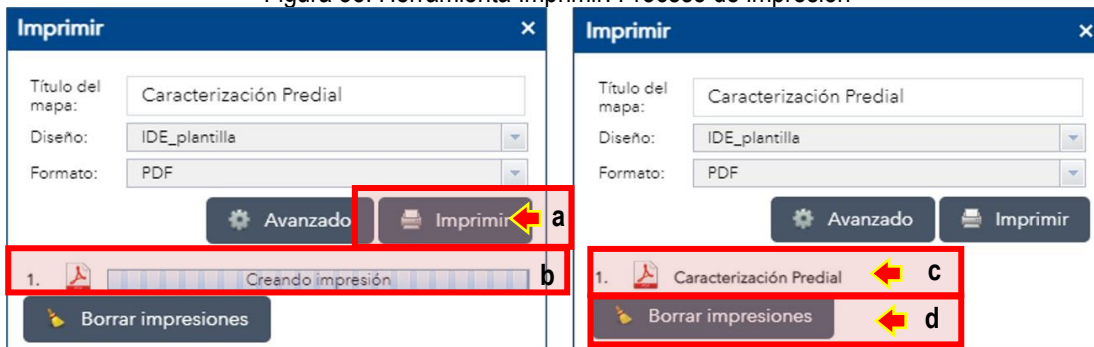 Imprimir ×
Título del mapa: Caracterización Predial
Diseño: IDE_plantilla
Formato: PDF
Avanzado Imprimir a
1. Creando impresión b
Borrar impresiones
Imprimir ×
Título del mapa: Caracterización Predial
Diseño: IDE_plantilla
Formato: PDF
Avanzado Imprimir
1. Caracterización Predial c
Borrar impresiones d